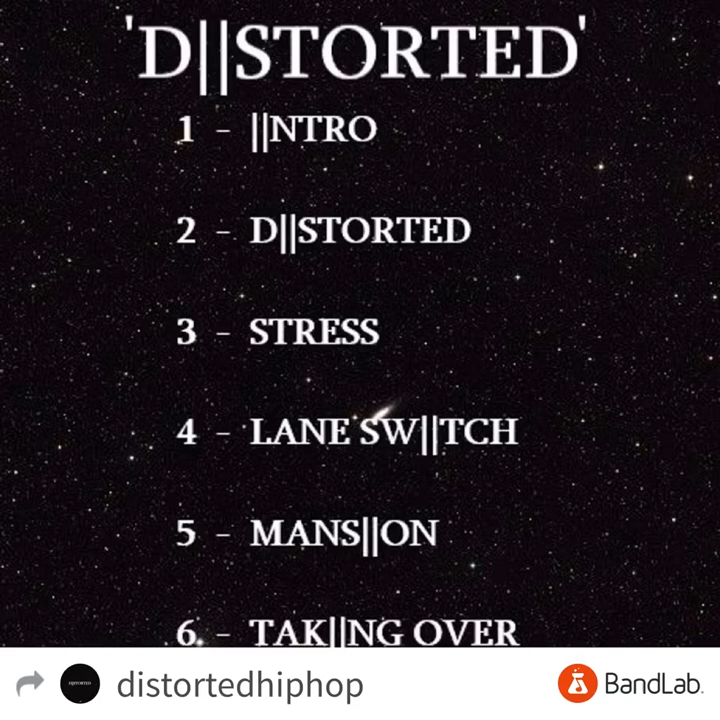 'D||STORTED'
1 - ||NTRO
2 - D||STORTED
3 - STRESS
4 - LANE SW||TCH
5 - MANS||ON
6 - TAK||NG OVER
distortedhiphop
BandLab.